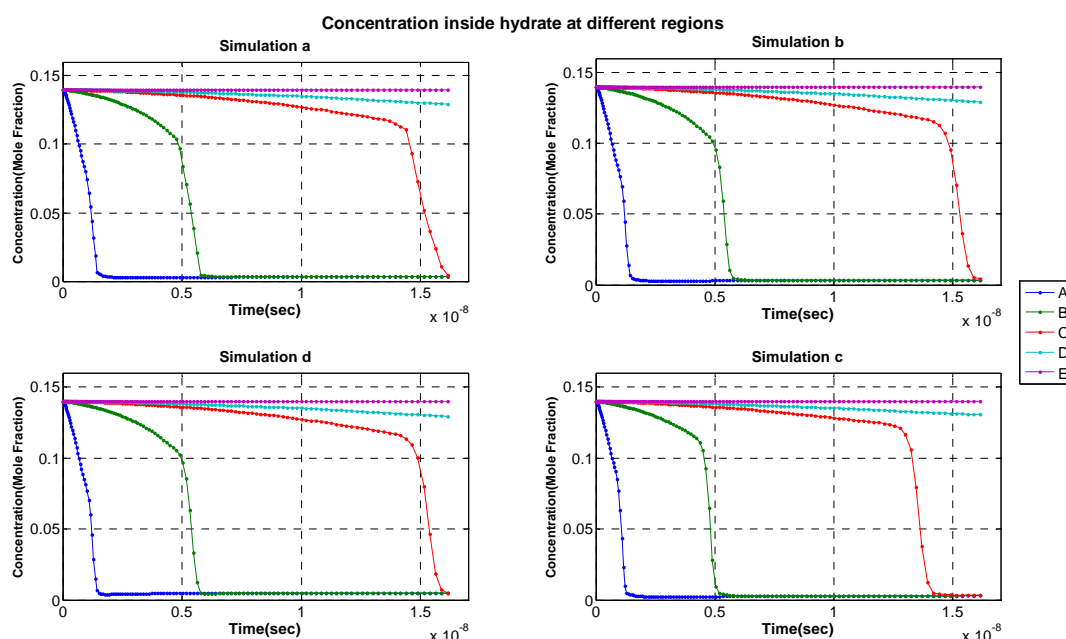 Concentration inside hydrate at different regions
Simulation a
Concentration(Mole Fraction)
0.15
0.1
0.05
0
0
0.5
1
1.5
x 10-8
Time(sec)
Simulation b
Concentration(Mole Fraction)
0.15
0.1
0.05
0
0
0.5
1
1.5
x 10-8
Time(sec)
A
B
C
D
E
Simulation d
Concentration(Mole Fraction)
0.15
0.1
0.05
0
0
0.5
1
1.5
x 10-8
Time(sec)
Simulation c
Concentration(Mole Fraction)
0.15
0.1
0.05
0
0
0.5
1
1.5
x 10-8
Time(sec)